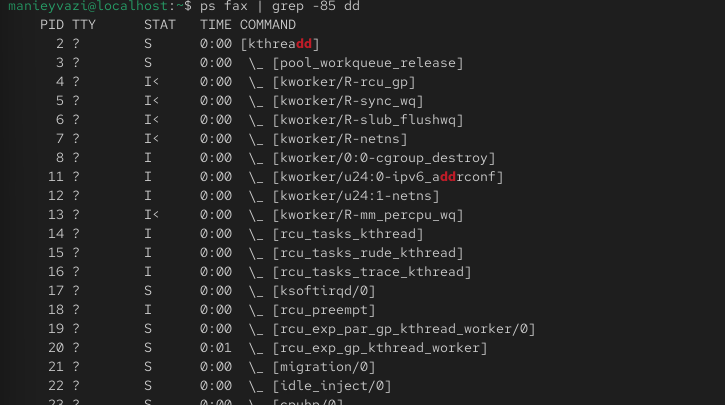 manieyvazi@localhost:~$ ps fax | grep -85 dd
PID TTY STAT TIME COMMAND
2 ? S 0:00 [kthreadd]
3 ? S 0:00 \_ [pool_workqueue_release]
4 ? I< 0:00 \_ [kworker/R-rcu_gp]
5 ? I< 0:00 \_ [kworker/R-sync_wq]
6 ? I< 0:00 \_ [kworker/R-slub_flushwq]
7 ? I< 0:00 \_ [kworker/R-netns]
8 ? I 0:00 \_ [kworker/0:0-cgroup_destroy]
11 ? I 0:00 \_ [kworker/u24:0-ipv6_addrconf]
12 ? I 0:00 \_ [kworker/u24:1-netns]
13 ? I< 0:00 \_ [kworker/R-mm_percpu_wq]
14 ? I 0:00 \_ [rcu_tasks_kthread]
15 ? I 0:00 \_ [rcu_tasks_rude_kthread]
16 ? I 0:00 \_ [rcu_tasks_trace_kthread]
17 ? S 0:00 \_ [ksoftirqd/0]
18 ? I 0:00 \_ [rcu_preempt]
19 ? S 0:00 \_ [rcu_exp_par_gp_kthread_worker/0]
20 ? S 0:01 \_ [rcu_exp_gp_kthread_worker]
21 ? S 0:00 \_ [migration/0]
22 ? S 0:00 \_ [idle_inject/0]
23 ? S 0:00 \_ [cpuhp/0]